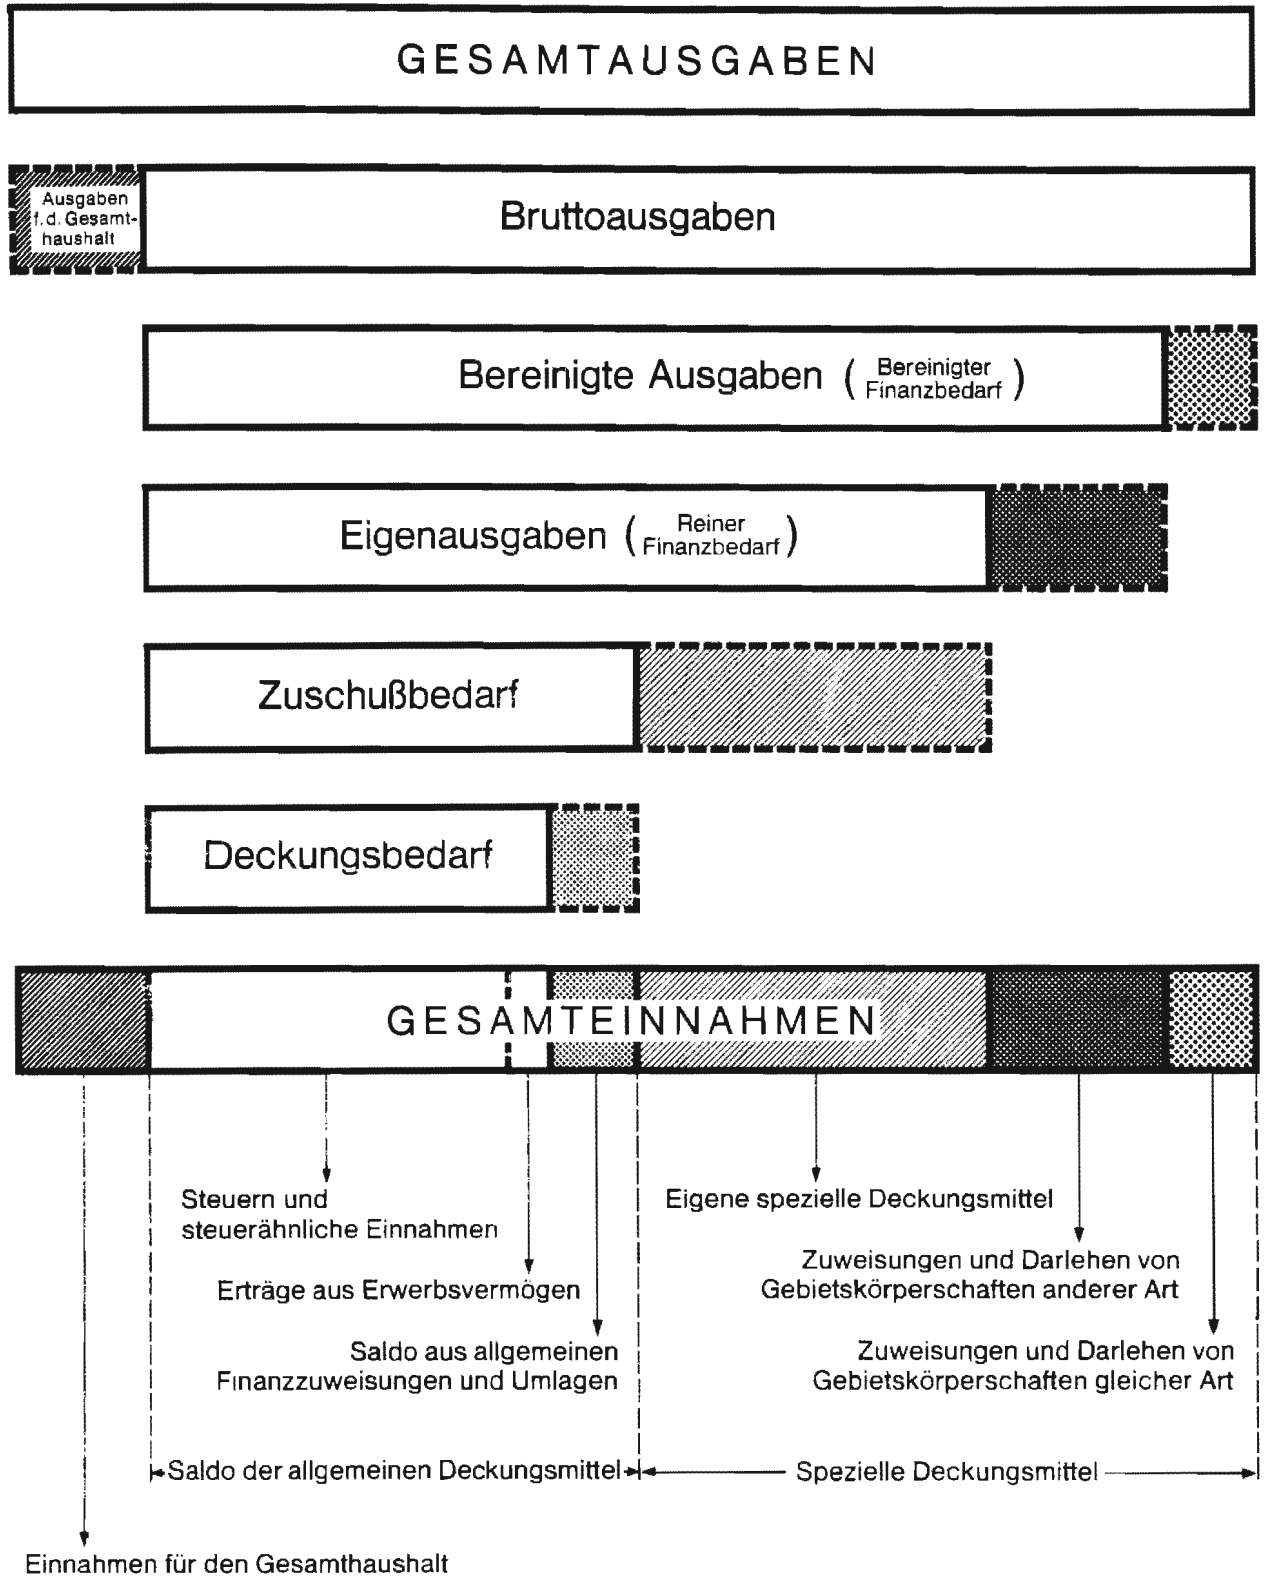 GESAMTAUSGABEN
Ausgaben
f.d. Gesamt-
haushalt
Bruttoausgaben
Bereinigte Ausgaben (Bereinigter
Finanzbedarf)
Eigenausgaben (Reiner
Finanzbedarf)
Zuschußbedarf
Deckungsbedarf
GESAMTEINNAHMEN
Steuern und
steuerähnliche Einnahmen
Erträge aus Erwerbsvermögen
Saldo aus allgemeinen
Finanzzuweisungen und Umlagen
Eigene spezielle Deckungsmittel
Zuweisungen und Darlehen von
Gebietskörperschaften anderer Art
Zuweisungen und Darlehen von
Gebietskörperschaften gleicher Art
Saldo der allgemeinen Deckungsmittel
Spezielle Deckungsmittel
Einnahmen für den Gesamthaushalt